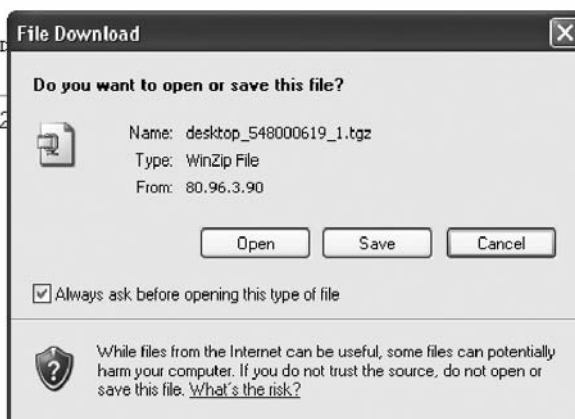 File Download
Do you want to open or save this file?
Name: desktop_548000619_1.tgz
Type: WinZip File
From: 80.96.3.90
Open Save Cancel
Always ask before opening this type of file
While files from the Internet can be useful, some files can potentially
harm your computer. If you do not trust the source, do not open or
save this file. What's the risk?